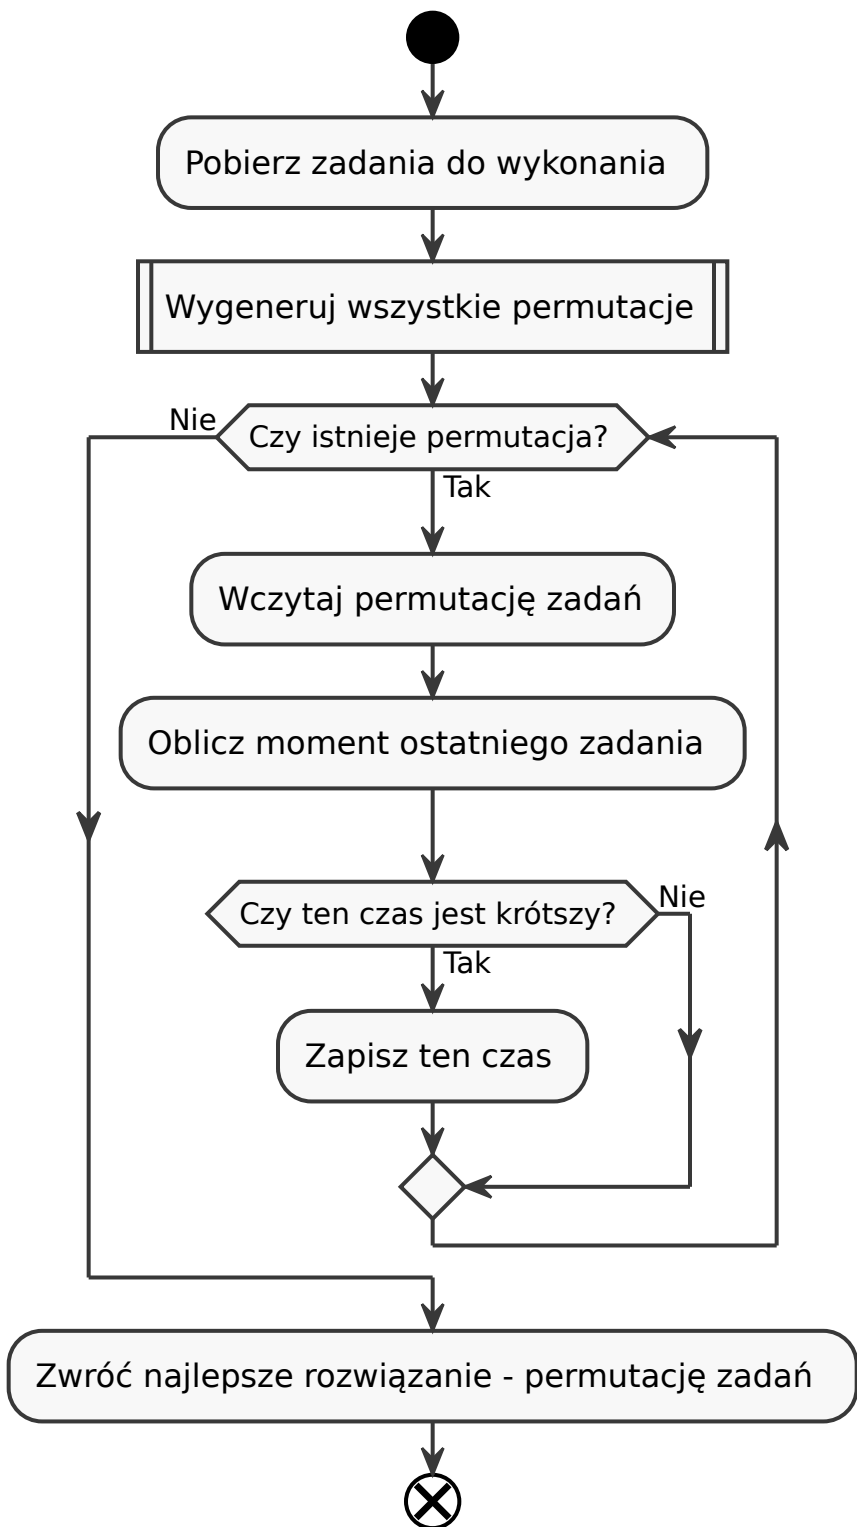 Pobierz zadania do wykonania
Wygeneruj wszystkie permutacje
Nie
Czy istnieje permutacja?
Tak
Wczytaj permutację zadań
Oblicz moment ostatniego zadania
Nie
Czy ten czas jest krótszy?
Tak
Zapisz ten czas
Zwróć najlepsze rozwiązanie - permutację zadań